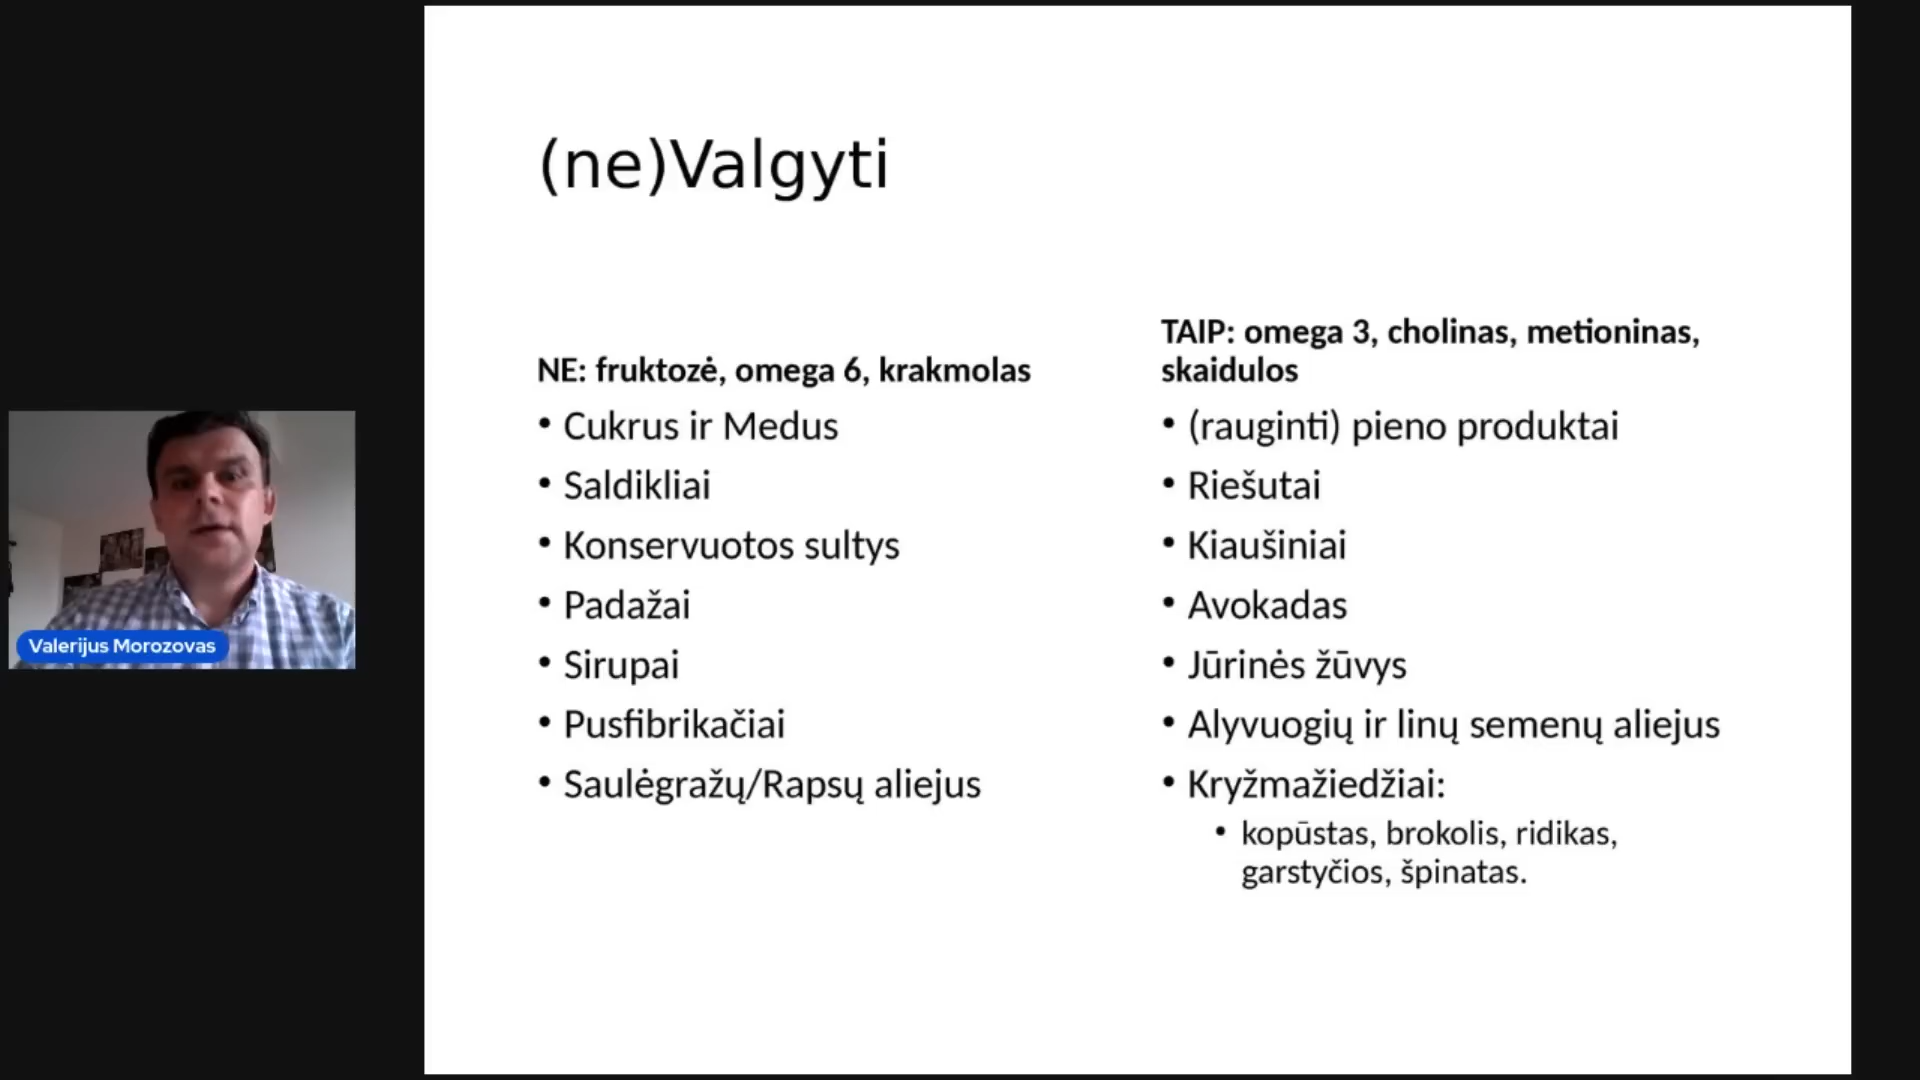 (ne)Valgyti
NE: fruktozė, omega 6, krakmolas
• Cukrus ir Medus
• Saldikliai
• Konservuotos sultys
• Padažai
• Sirupai
• Pusfibrikačiai
• Saulėgražų/Rapsų aliejus
TAIP: omega 3, cholinas, metioninas,
skaidulos
• (rauginti) pieno produktai
• Riešutai
• Kiaušiniai
• Avokadas
• Jūrinės žūvys
• Alyvuogių ir linų semenų aliejus
• Kryžmažiedžiai:
• kopūstas, brokolis, ridikas,
garstyčios, špinatas.
Valerijus Morozovas